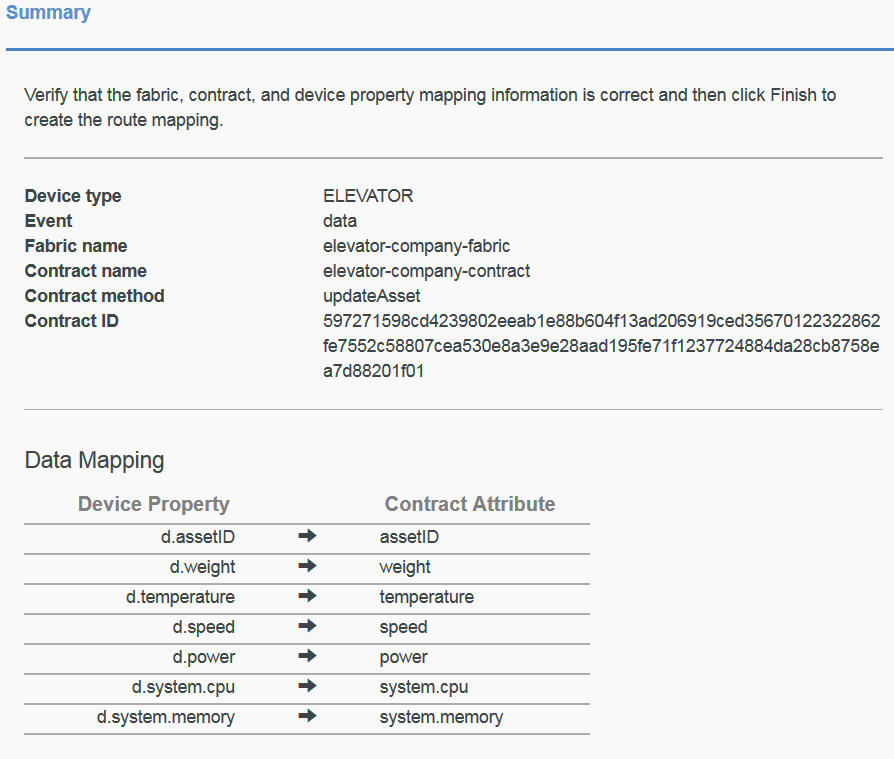 Summary
Verify that the fabric, contract, and device property mapping information is correct and then click Finish to
create the route mapping.
Device type ELEVATOR
Event data
Fabric name elevator-company-fabric
Contract name elevator-company-contract
Contract method updateAsset
Contract ID 597271598cd4239802eeab1e88b604f13ad206919ced35670122322862
fe7552c58807cea530e8a3e9e28aad195fe71f1237724884da28cb8758e
a7d88201f01
Data Mapping
Device Property Contract Attribute
d.assetID ➡ assetID
d.weight ➡ weight
d.temperature ➡ temperature
d.speed ➡ speed
d.power ➡ power
d.system.cpu ➡ system.cpu
d.system.memory ➡ system.memory